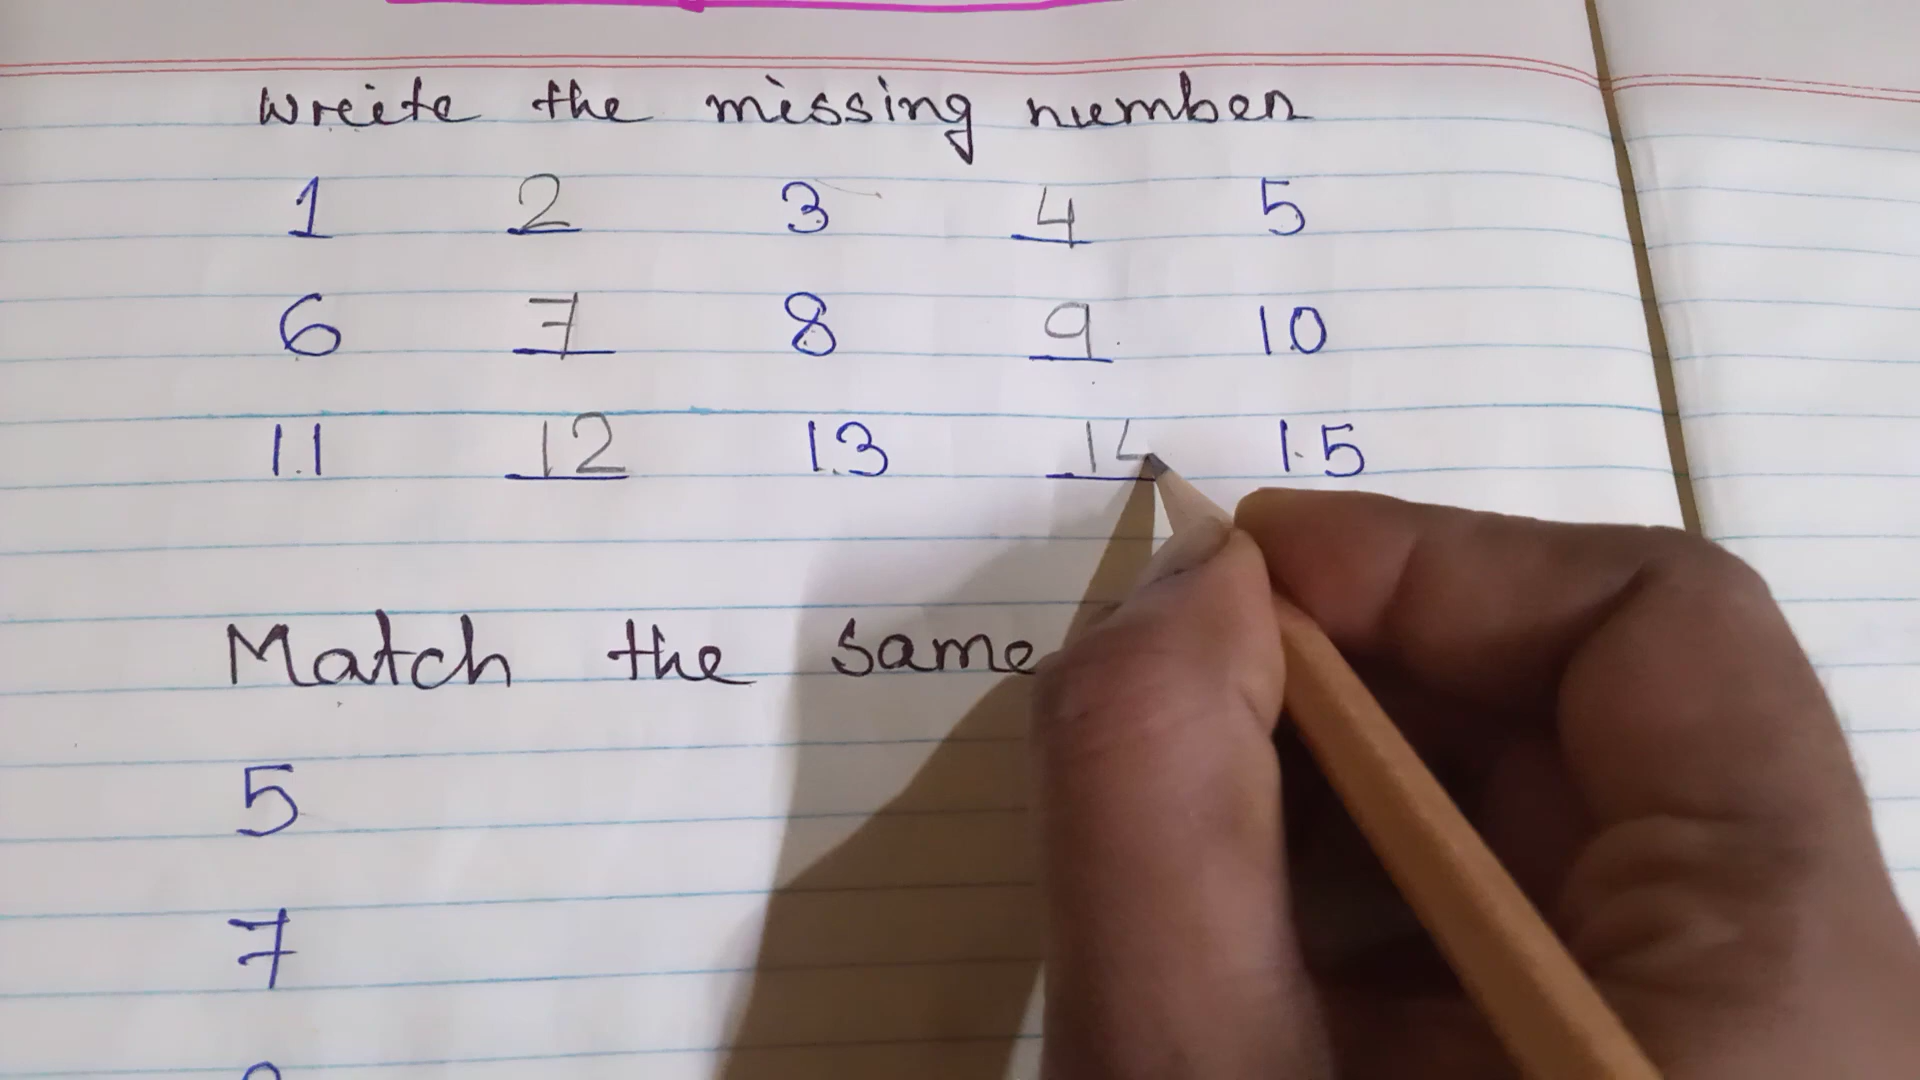 Wreite the missing number
1 2 3 4 5
6 7 8 9 10
11 12 13 14 15
Match the same
5
7